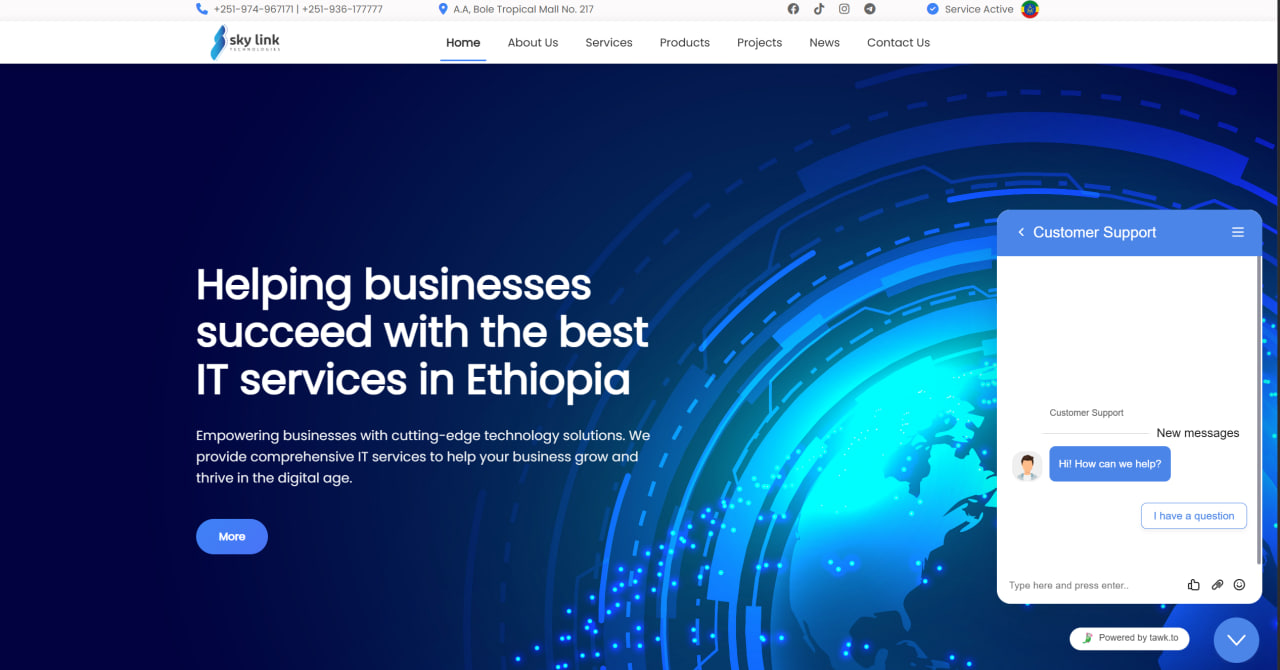 +251-974-967171 | +251-936-177777
A.A, Bole Tropical Mall No. 217
Service Active
sky link
TECHNOLOGIES
Home
About Us
Services
Products
Projects
News
Contact Us
Helping businesses
succeed with the best
IT services in Ethiopia
Empowering businesses with cutting-edge technology solutions. We
provide comprehensive IT services to help your business grow and
thrive in the digital age.
More
Customer Support
Customer Support
New messages
Hi! How can we help?
I have a question
Type here and press enter..
Powered by tawk.to